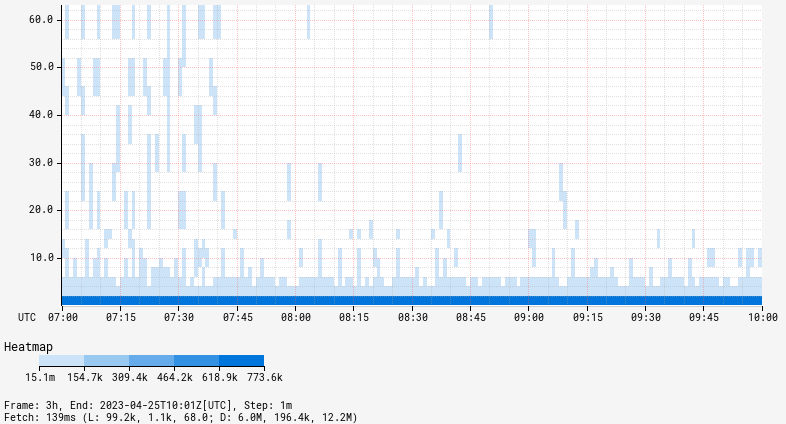 60.0
50.0
40.0
30.0
20.0
10.0
UTC 07:00 07:15 07:30 07:45 08:00 08:15 08:30 08:45 09:00 09:15 09:30 09:45 10:00
Heatmap
15.1m 154.7k 309.4k 464.2k 618.9k 773.6k
Frame: 3h, End: 2023-04-25T10:01Z[UTC], Step: 1m
Fetch: 139ms (L: 99.2k, 1.1k, 68.0; D: 6.0M, 196.4k, 12.2M)